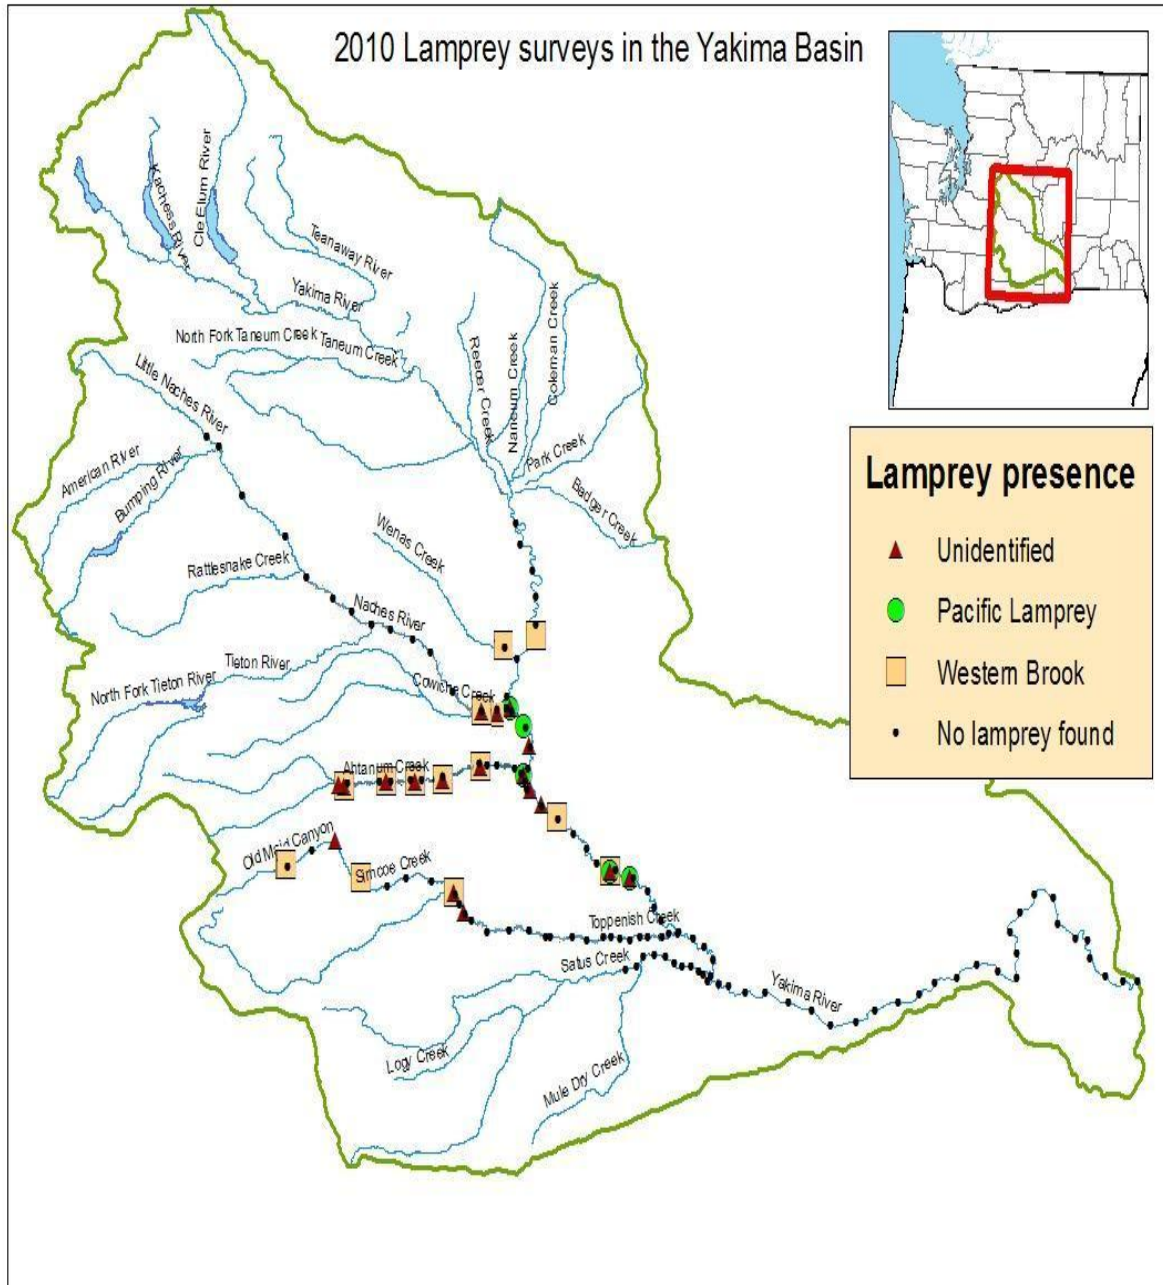 2010 Lamprey surveys in the Yakima Basin
Kachess River
Cle Elum River
Teanaway River
Yakima River
North Fork Taneum Creek
Taneum Creek
Reecer Creek
Naneum Creek
Coleman Creek
Little Naches River
American River
Bumping River
Park Creek
Badger Creek
Wenas Creek
Rattlesnake Creek
Naches River
Tieton River
North Fork Tieton River
Cowiche Creek
Ahtanum Creek
Old Maid Canyon
Simcoe Creek
Toppenish Creek
Satus Creek
Yakima River
Logy Creek
Mule Dry Creek
Lamprey presence
Unidentified
Pacific Lamprey
Western Brook
No lamprey found